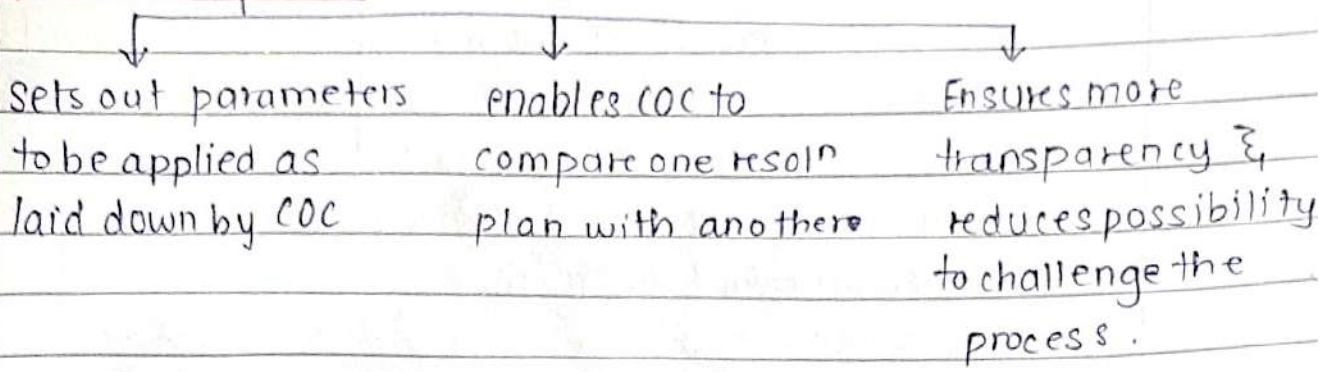 sets out parameters
to be applied as
laid down by COC
enables COC to
compare one resoln
plan with another
Ensures more
transparency &
reduces possibility
to challenge the
process.